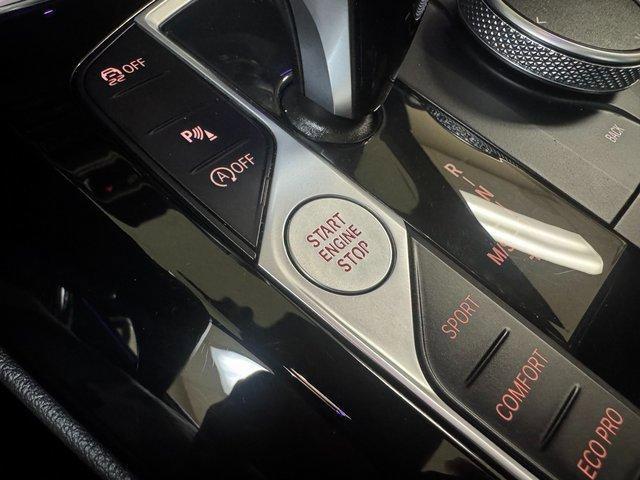 OFF
P
A OFF
START
ENGINE
STOP
R
N
M/S
BACK
SPORT
COMFORT
ECO PRO